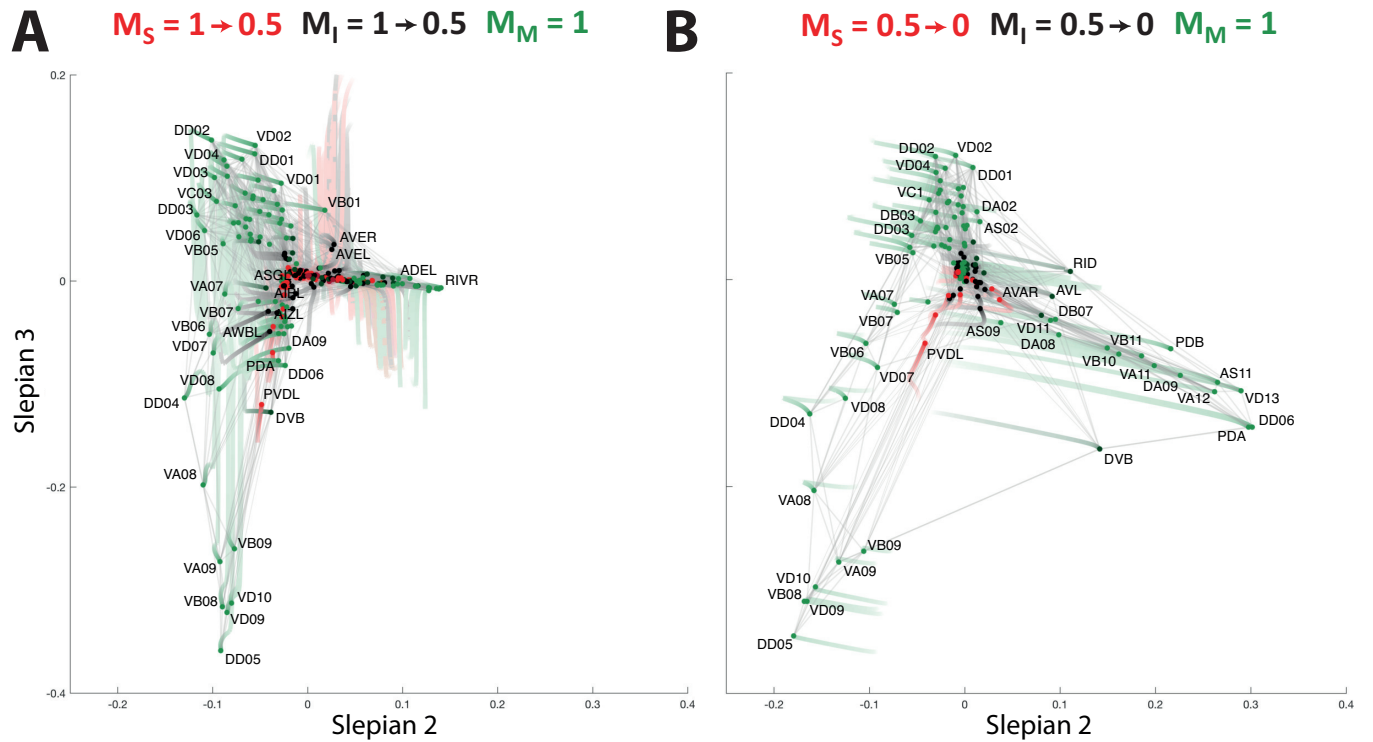 A M_S = 1→0.5 M_I = 1→0.5 M_M = 1
B M_S = 0.5→0 M_I = 0.5→0 M_M = 1
0.2
0
-0.2
-0.4
Slepian 3
-0.2 -0.1 0 0.1 0.2 0.3 0.4
Slepian 2
DD02
VD02
VD04
DD01
VD03
VD01
VC03
VB01
DD03
VD06
AVER
VB05
AVEL
ADEL
RIVR
VA07
VB07
AIZL
VB06
AWBL
DA09
VD07
PDA
DD06
VD08
PVDL
DD04
DVB
VA08
VB09
VA09
VB08
VD10
VD09
DD05
-0.2 -0.1 0 0.1 0.2 0.3 0.4
Slepian 2
DD02
VD02
VD04
DD01
VC1
DA02
DB03
AS02
DD03
VB05
RID
VA07
AVAR
AVL
VB07
DB07
AS09
VD11
DA08
VB11
PDB
VB06
PVDL
VB10
VA11
AS11
VD07
DA09
VA12
VD13
VD08
DD04
DD06
PDA
DVB
VA08
VB09
VA09
VD10
VB08
VD09
DD05